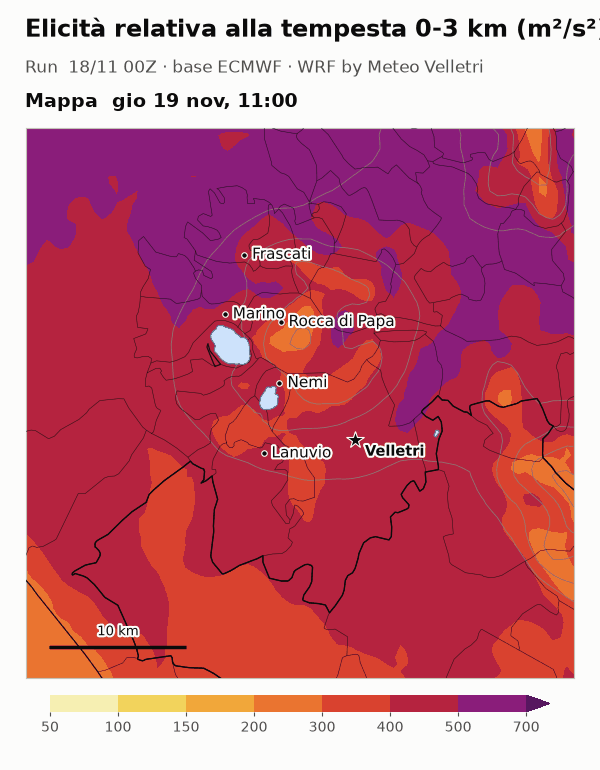 Elicità relativa alla tempesta 0-3 km (m²/s²)
Run 18/11 00Z · base ECMWF · WRF by Meteo Velletri
Mappa gio 19 nov, 11:00
Frascati
Marino
Rocca di Papa
Nemi
Lanuvio
Velletri
10 km
50 100 150 200 300 400 500 700